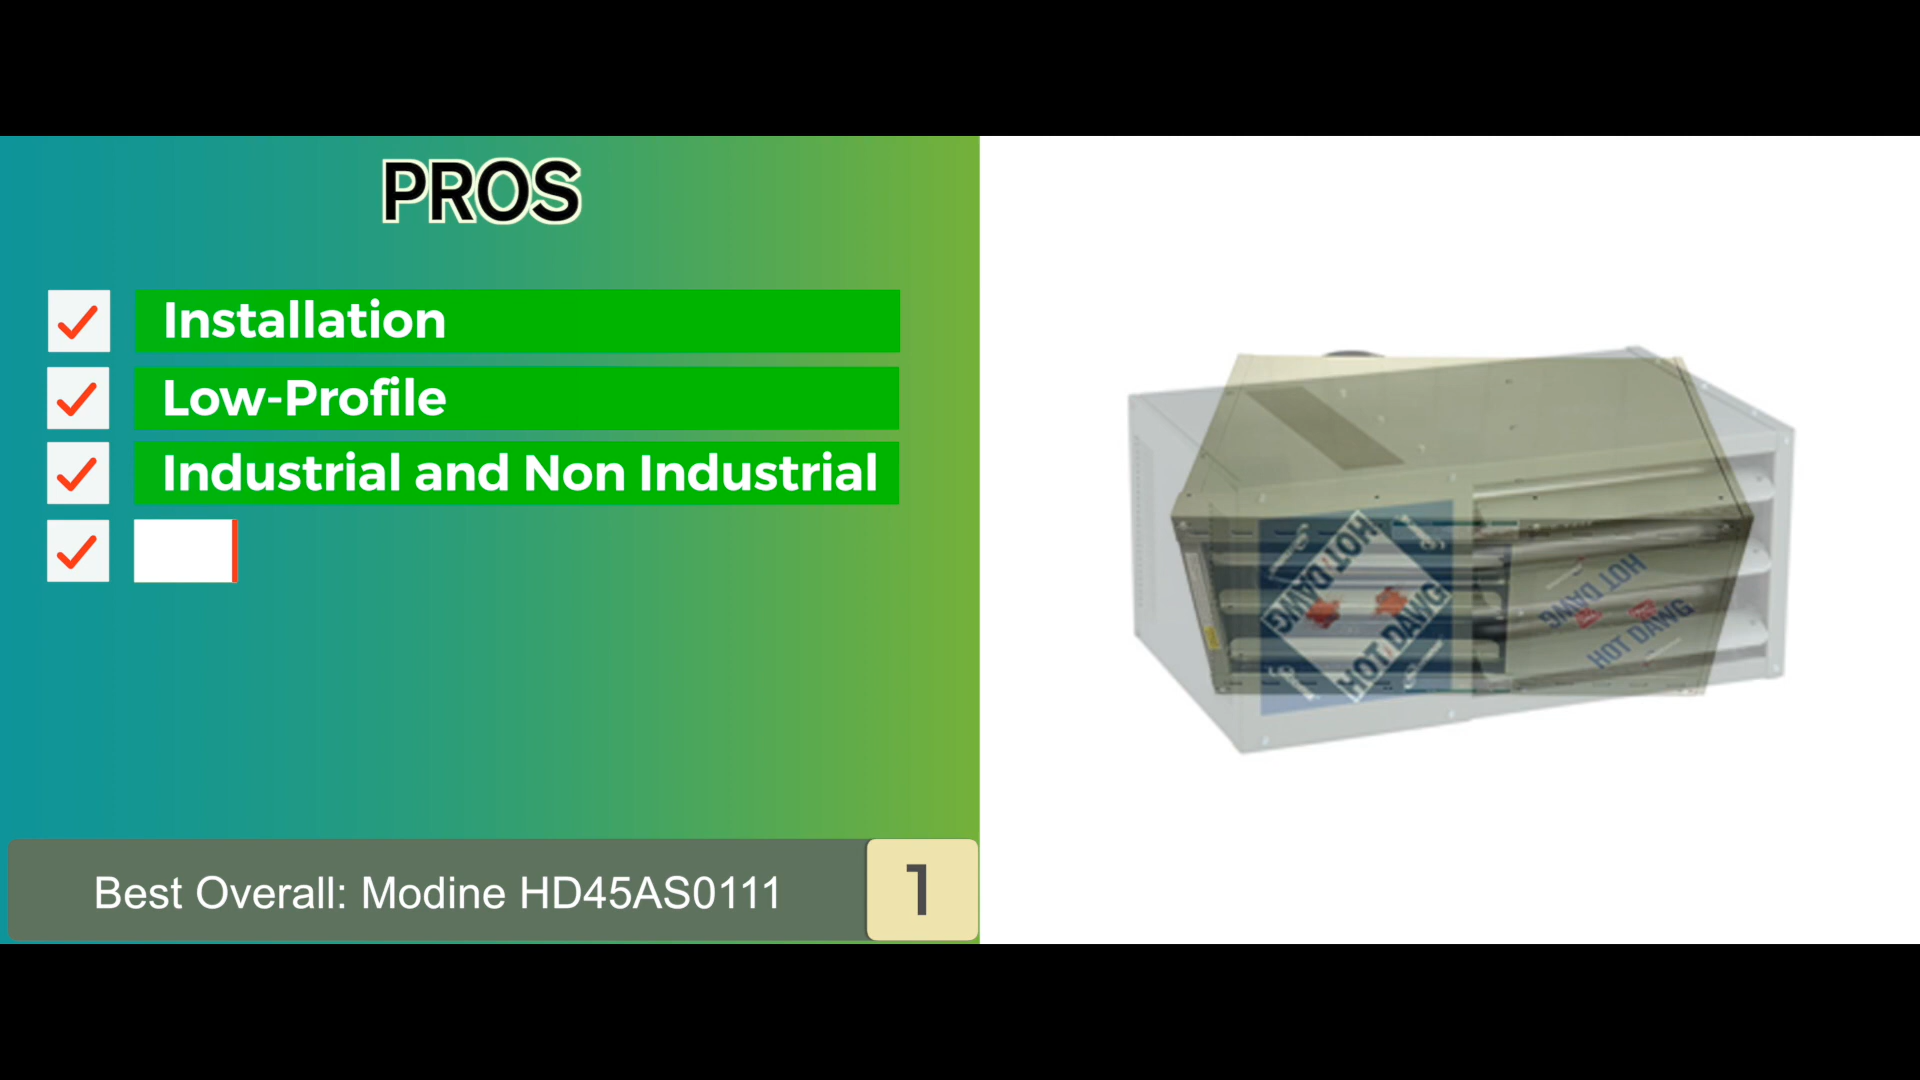 PROS
Installation
Low-Profile
Industrial and Non Industrial
Best Overall: Modine HD45AS0111
1
HOT DAWG
HOT DAWG
HOT DAWG
HOT DAWG